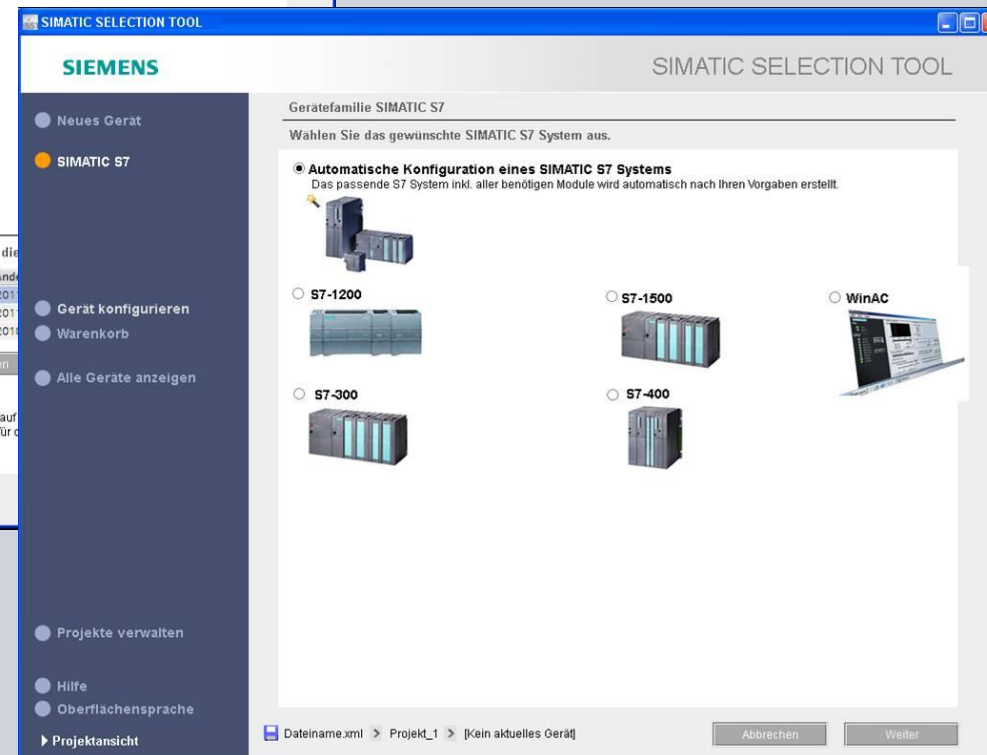 SIMATIC SELECTION TOOL
SIEMENS
SIMATIC SELECTION TOOL
Neues Gerät
SIMATIC S7
Gerät konfigurieren
Warenkorb
Alle Geräte anzeigen
Projekte verwalten
Hilfe
Oberflächensprache
Projektansicht
Gerätefamilie SIMATIC S7
Wählen Sie das gewünschte SIMATIC S7 System aus.
Automatische Konfiguration eines SIMATIC S7 Systems
Das passende S7 System inkl. aller benötigen Module wird automatisch nach Ihren Vorgaben erstellt.
S7-1200
S7-1500
WinAC
S7-300
S7-400
Dateiname.xml > Projekt_1 > [Kein aktuelles Gerät]
Abbrechen
Weiter
die
auf